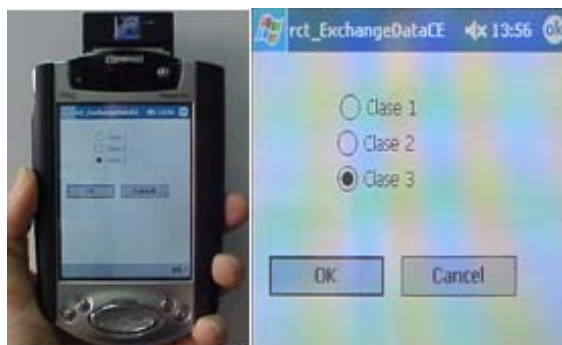 rct_ExchangeDataCE 13:56 ok
Clase 1
Clase 2
Clase 3
OK Cancel